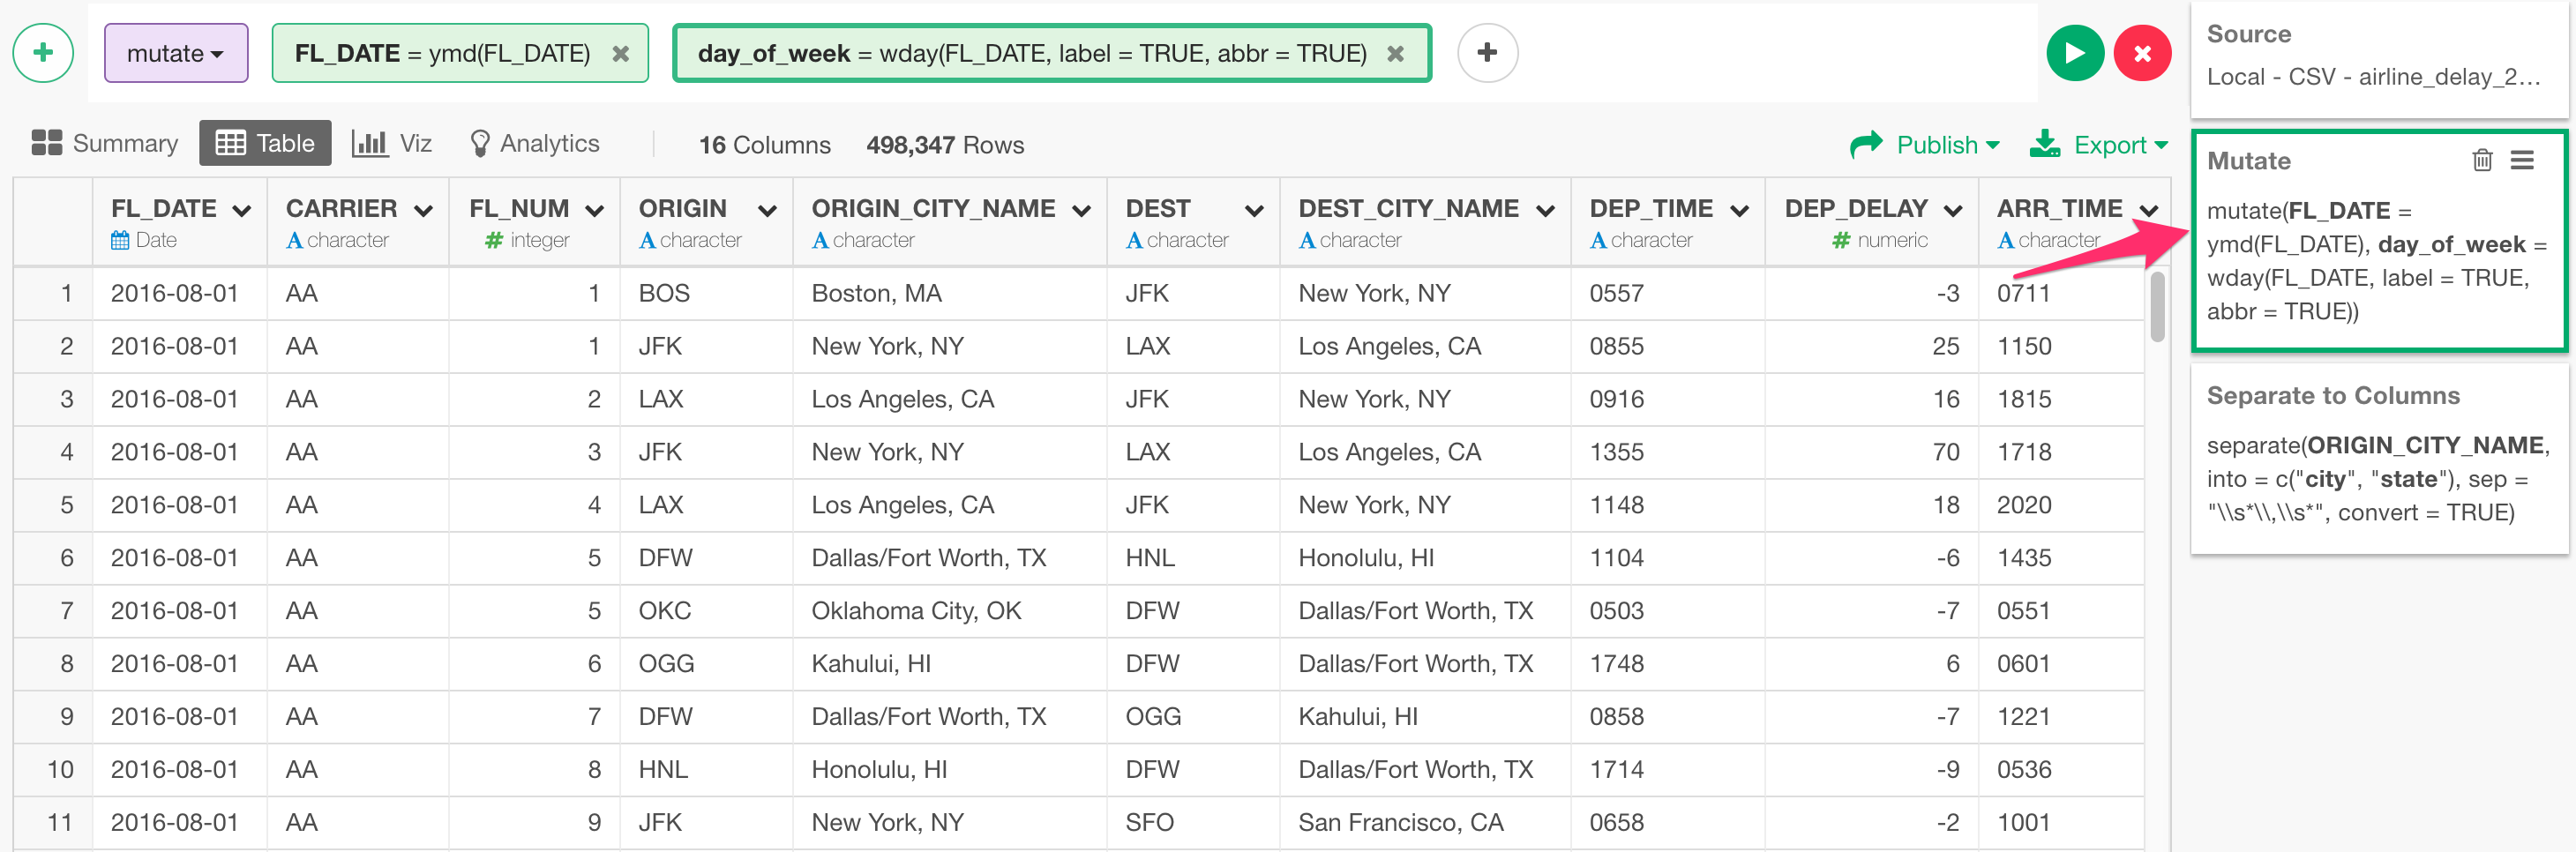 mutate
FL_DATE = ymd(FL_DATE)
day_of_week = wday(FL_DATE, label = TRUE, abbr = TRUE)
Summary Table Viz Analytics 16 Columns 498,347 Rows Publish Export
FL_DATE CARRIER FL_NUM ORIGIN ORIGIN_CITY_NAME DEST DEST_CITY_NAME DEP_TIME DEP_DELAY ARR_TIME
Date character integer character character character character character numeric character
1 2016-08-01 AA 1 BOS Boston, MA JFK New York, NY 0557 -3 0711
2 2016-08-01 AA 1 JFK New York, NY LAX Los Angeles, CA 0855 25 1150
3 2016-08-01 AA 2 LAX Los Angeles, CA JFK New York, NY 0916 16 1815
4 2016-08-01 AA 3 JFK New York, NY LAX Los Angeles, CA 1355 70 1718
5 2016-08-01 AA 4 LAX Los Angeles, CA JFK New York, NY 1148 18 2020
6 2016-08-01 AA 5 DFW Dallas/Fort Worth, TX HNL Honolulu, HI 1104 -6 1435
7 2016-08-01 AA 5 OKC Oklahoma City, OK DFW Dallas/Fort Worth, TX 0503 -7 0551
8 2016-08-01 AA 6 OGG Kahului, HI DFW Dallas/Fort Worth, TX 1748 6 0601
9 2016-08-01 AA 7 DFW Dallas/Fort Worth, TX OGG Kahului, HI 0858 -7 1221
10 2016-08-01 AA 8 HNL Honolulu, HI DFW Dallas/Fort Worth, TX 1714 -9 0536
11 2016-08-01 AA 9 JFK New York, NY SFO San Francisco, CA 0658 -2 1001
Source
Local - CSV - airline_delay_2...
Mutate
mutate(FL_DATE =
ymd(FL_DATE), day_of_week =
wday(FL_DATE, label = TRUE,
abbr = TRUE))
Separate to Columns
separate(ORIGIN_CITY_NAME,
into = c("city", "state"), sep =
"\\s*\\,\\s*", convert = TRUE)